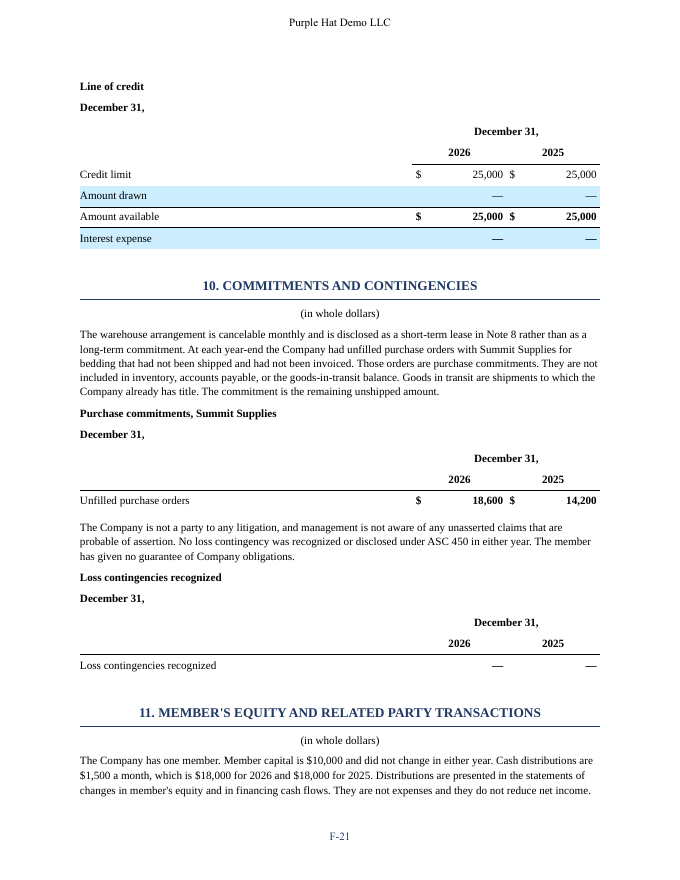 Purple Hat Demo LLC
Line of credit
December 31,
December 31,
2026 2025
Credit limit $ 25,000 $ 25,000
Amount drawn — —
Amount available $ 25,000 $ 25,000
Interest expense — —
10. COMMITMENTS AND CONTINGENCIES
(in whole dollars)
The warehouse arrangement is cancelable monthly and is disclosed as a short-term lease in Note 8 rather than as a
long-term commitment. At each year-end the Company had unfilled purchase orders with Summit Supplies for
bedding that had not been shipped and had not been invoiced. Those orders are purchase commitments. They are not
included in inventory, accounts payable, or the goods-in-transit balance. Goods in transit are shipments to which the
Company already has title. The commitment is the remaining unshipped amount.
Purchase commitments, Summit Supplies
December 31,
December 31,
2026 2025
Unfilled purchase orders $ 18,600 $ 14,200
The Company is not a party to any litigation, and management is not aware of any unasserted claims that are
probable of assertion. No loss contingency was recognized or disclosed under ASC 450 in either year. The member
has given no guarantee of Company obligations.
Loss contingencies recognized
December 31,
December 31,
2026 2025
Loss contingencies recognized — —
11. MEMBER'S EQUITY AND RELATED PARTY TRANSACTIONS
(in whole dollars)
The Company has one member. Member capital is $10,000 and did not change in either year. Cash distributions are
$1,500 a month, which is $18,000 for 2026 and $18,000 for 2025. Distributions are presented in the statements of
changes in member's equity and in financing cash flows. They are not expenses and they do not reduce net income.
F-21